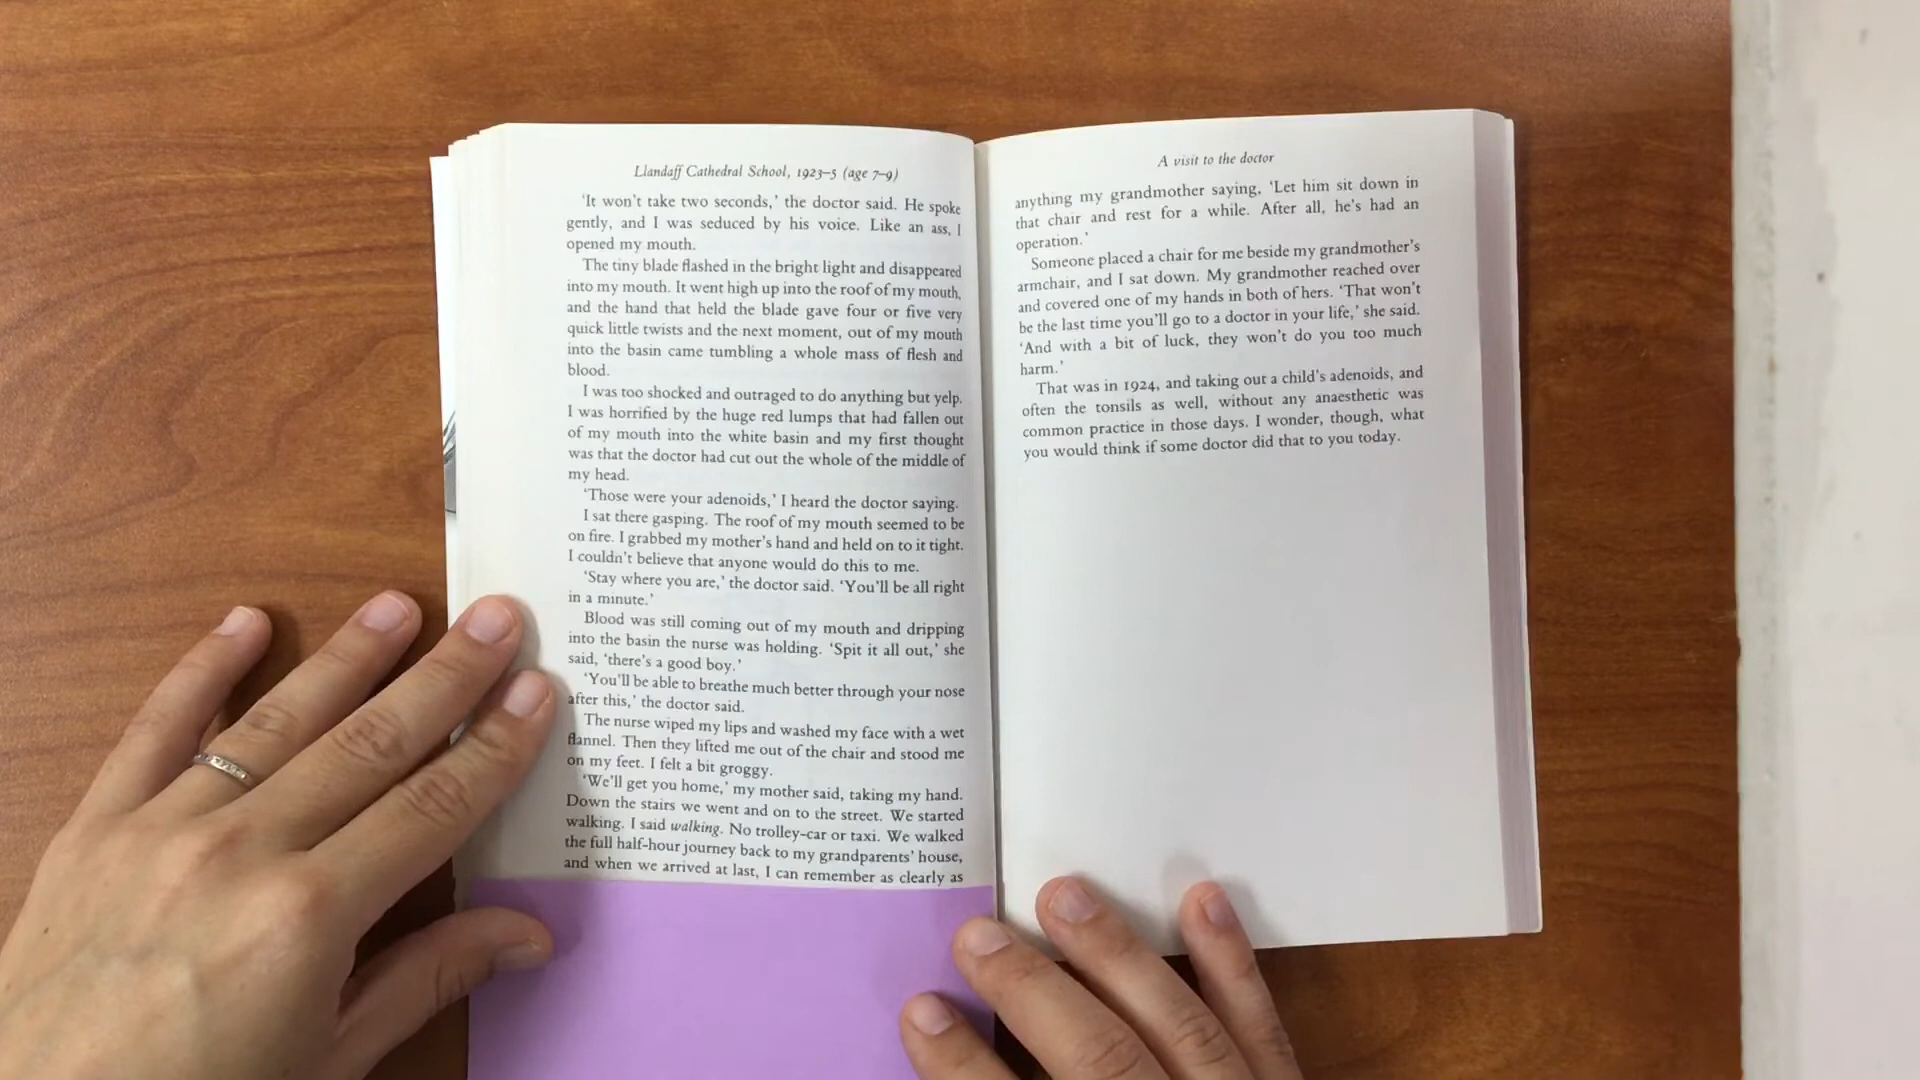 Llandaff Cathedral School, 1923–5 (age 7–9)
‘It won't take two seconds,’ the doctor said. He spoke
gently, and I was seduced by his voice. Like an ass, I
opened my mouth.
The tiny blade flashed in the bright light and disappeared
into my mouth. It went high up into the roof of my mouth,
and the hand that held the blade gave four or five very
quick little twists and the next moment, out of my mouth
into the basin came tumbling a whole mass of flesh and
blood.
I was too shocked and outraged to do anything but yelp.
I was horrified by the huge red lumps that had fallen out
of my mouth into the white basin and my first thought
was that the doctor had cut out the whole of the middle of
my head.
‘Those were your adenoids,’ I heard the doctor saying.
I sat there gasping. The roof of my mouth seemed to be
on fire. I grabbed my mother's hand and held on to it tight.
I couldn't believe that anyone would do this to me.
‘Stay where you are,’ the doctor said. ‘You'll be all right
in a minute.’
Blood was still coming out of my mouth and dripping
into the basin the nurse was holding. ‘Spit it all out,’ she
said, ‘there's a good boy.’
‘You'll be able to breathe much better through your nose
after this,’ the doctor said.
The nurse wiped my lips and washed my face with a wet
flannel. Then they lifted me out of the chair and stood me
on my feet. I felt a bit groggy.
‘We'll get you home,’ my mother said, taking my hand.
Down the stairs we went and on to the street. We started
walking. I said walking. No trolley-car or taxi. We walked
the full half-hour journey back to my grandparents' house,
and when we arrived at last, I can remember as clearly as
A visit to the doctor
anything my grandmother saying, ‘Let him sit down in
that chair and rest for a while. After all, he's had an
operation.’
Someone placed a chair for me beside my grandmother's
armchair, and I sat down. My grandmother reached over
and covered one of my hands in both of hers. ‘That won't
be the last time you'll go to a doctor in your life,’ she said.
‘And with a bit of luck, they won't do you too much
harm.’
That was in 1924, and taking out a child's adenoids, and
often the tonsils as well, without any anaesthetic was
common practice in those days. I wonder, though, what
you would think if some doctor did that to you today.